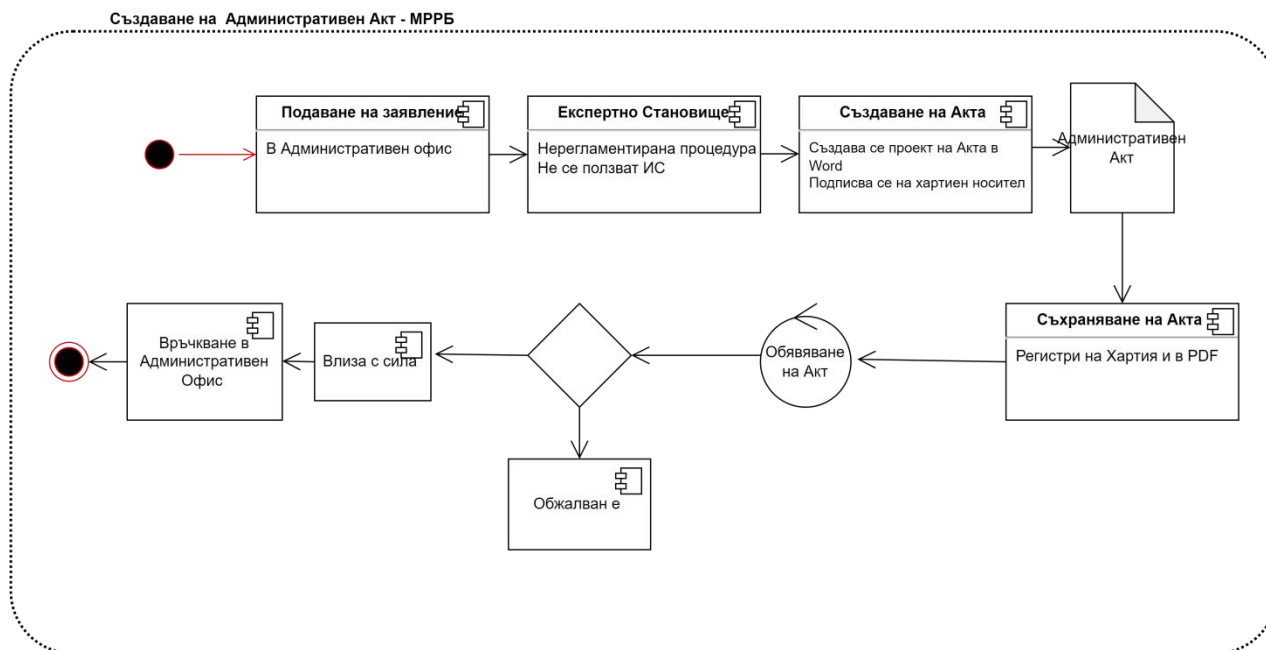 Създаване на Административен Акт - МРРБ
Подаване на заявление
В Административен офис
Експертно Становище
Нерегламентирана процедура
Не се ползват ИС
Създаване на Акта
Създава се проект на Акта в
Word
Подписва се на хартиен носител
Административен
Акт
Връчкване в
Административен
Офис
Влиза с сила
Обявяване
на Акт
Съхраняване на Акта
Регистри на Хартия и в PDF
Обжалван е